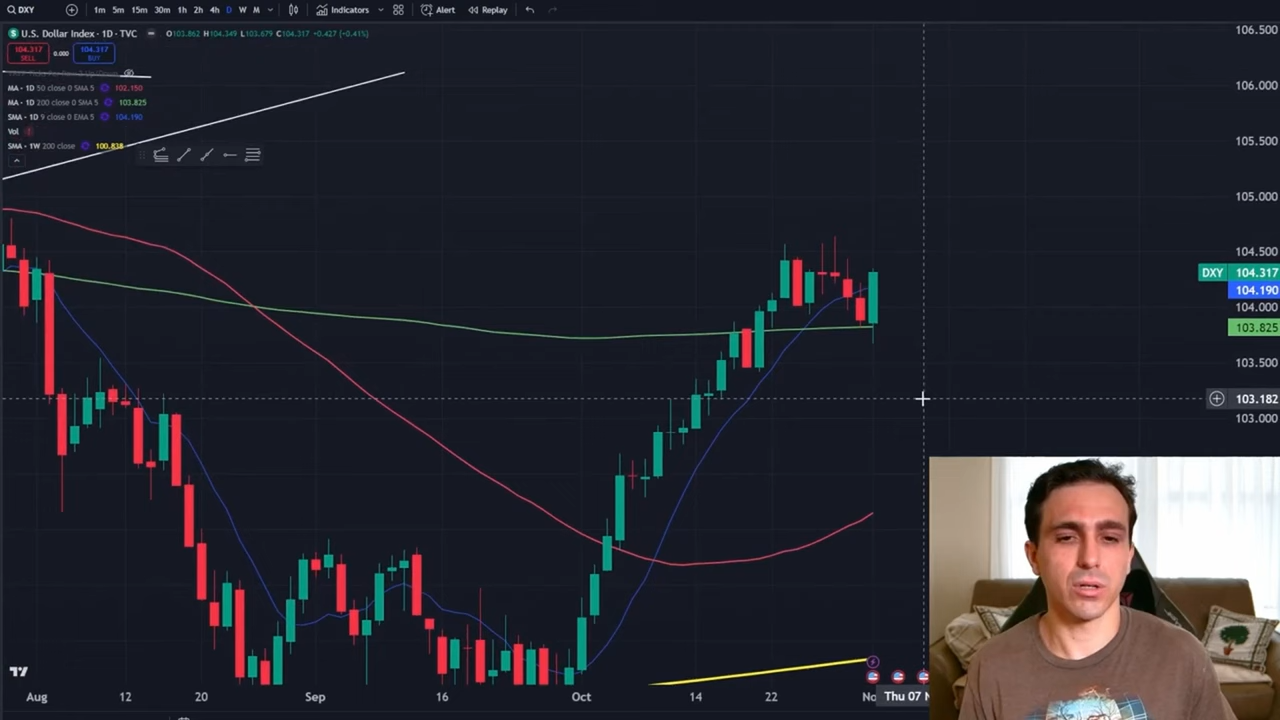 DXY 1m 5m 15m 30m 1h 2h 4h D W M Indicators Alert Replay
U.S. Dollar Index · 1D · TVC O103.862 H104.349 L103.679 C104.317 +0.427 (+0.41%)
104.317 SELL 0.000 104.317 BUY
MA · 1D 50 close 0 SMA 5 102.150
MA · 1D 200 close 0 SMA 5 103.825
SMA · 1D 9 close 0 EMA 5 104.190
Vol
SMA · 1W 200 close 100.838
106.500
106.000
105.500
105.000
104.500
DXY 104.317
104.190
104.000
103.825
103.500
103.182
103.000
Aug 12 20 Sep 16 Oct 14 22 Thu 07